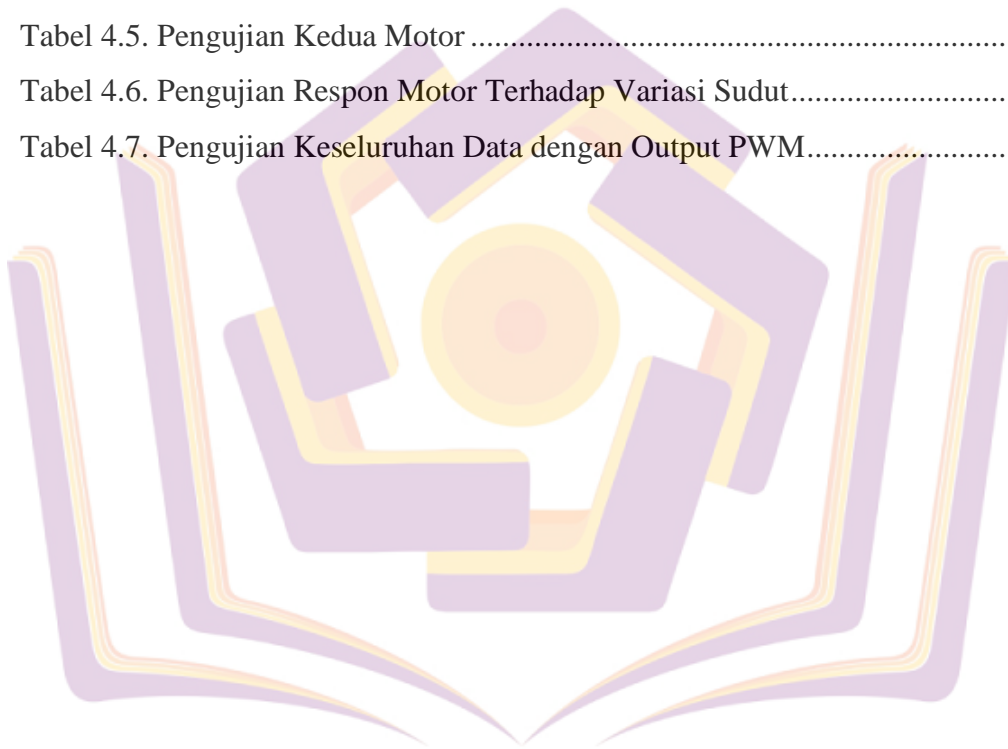 Tabel 4.5. Pengujian Kedua Motor ....................................................................
Tabel 4.6. Pengujian Respon Motor Terhadap Variasi Sudut...........................
Tabel 4.7. Pengujian Keseluruhan Data dengan Output PWM.........................